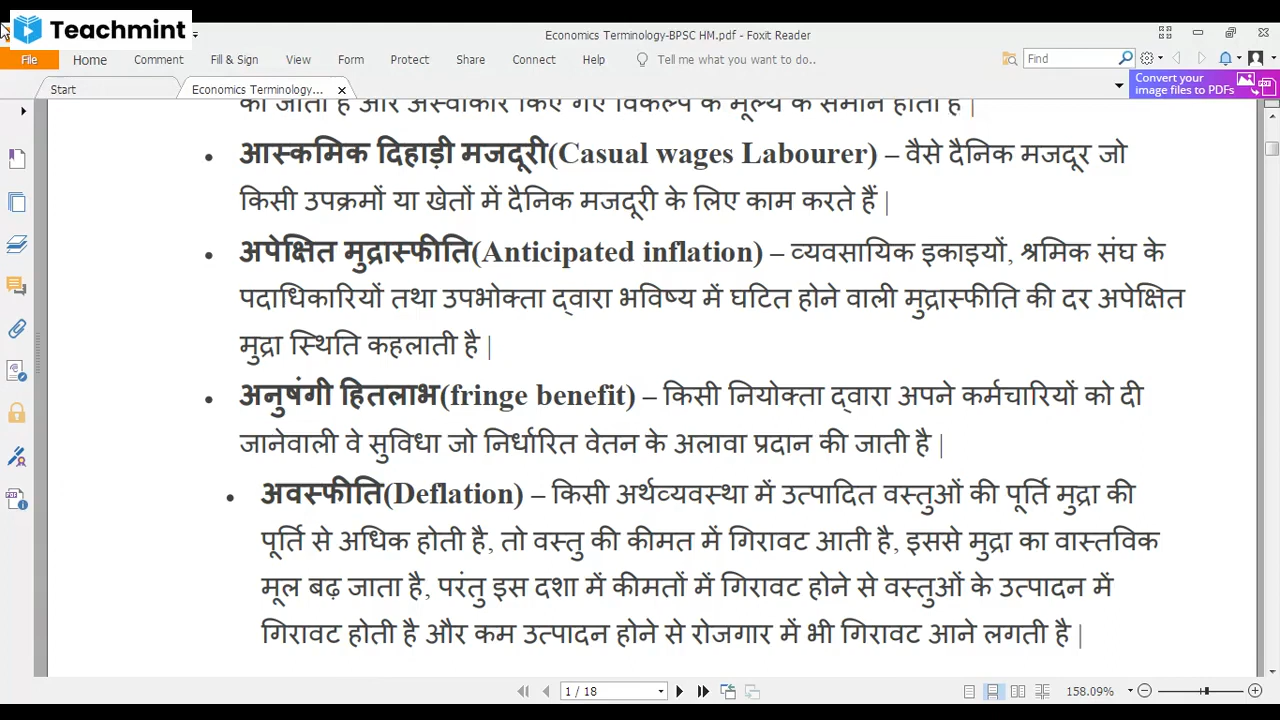 Teachmint
Economics Terminology-BPSC HM.pdf - Foxit Reader
File Home Comment Fill & Sign View Form Protect Share Connect Help Tell me what you want to do.. Find
Start Economics Terminology... Convert your
image files to PDFs
की जाती है और अस्वीकार किए गए विकल्प के मूल्य के समान होती है |
• आस्कमिक दिहाड़ी मजदूरी(Casual wages Labourer) – वैसे दैनिक मजदूर जो
किसी उपक्रमों या खेतों में दैनिक मजदूरी के लिए काम करते हैं |
• अपेक्षित मुद्रास्फीति(Anticipated inflation) – व्यवसायिक इकाइयों, श्रमिक संघ के
पदाधिकारियों तथा उपभोक्ता द्वारा भविष्य में घटित होने वाली मुद्रास्फीति की दर अपेक्षित
मुद्रा स्थिति कहलाती है |
• अनुषंगी हितलाभ(fringe benefit) – किसी नियोक्ता द्वारा अपने कर्मचारियों को दी
जानेवाली वे सुविधा जो निर्धारित वेतन के अलावा प्रदान की जाती है |
• अवस्फीति(Deflation) – किसी अर्थव्यवस्था में उत्पादित वस्तुओं की पूर्ति मुद्रा की
पूर्ति से अधिक होती है, तो वस्तु की कीमत में गिरावट आती है, इससे मुद्रा का वास्तविक
मूल बढ़ जाता है, परंतु इस दशा में कीमतों में गिरावट होने से वस्तुओं के उत्पादन में
गिरावट होती है और कम उत्पादन होने से रोजगार में भी गिरावट आने लगती है |
1 / 18 158.09%